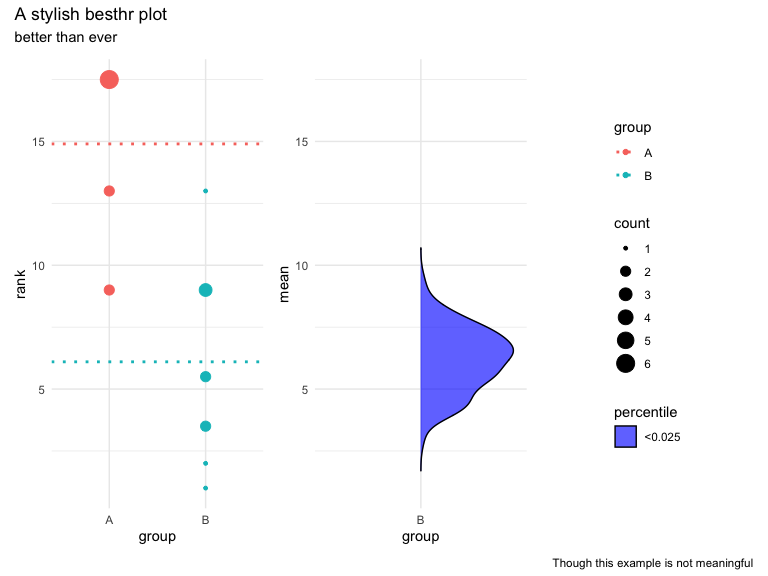 A stylish besthr plot
better than ever
15
10
5
rank
A
B
group
15
10
5
mean
B
group
group
A
B
count
1
2
3
4
5
6
percentile
<0.025
Though this example is not meaningful